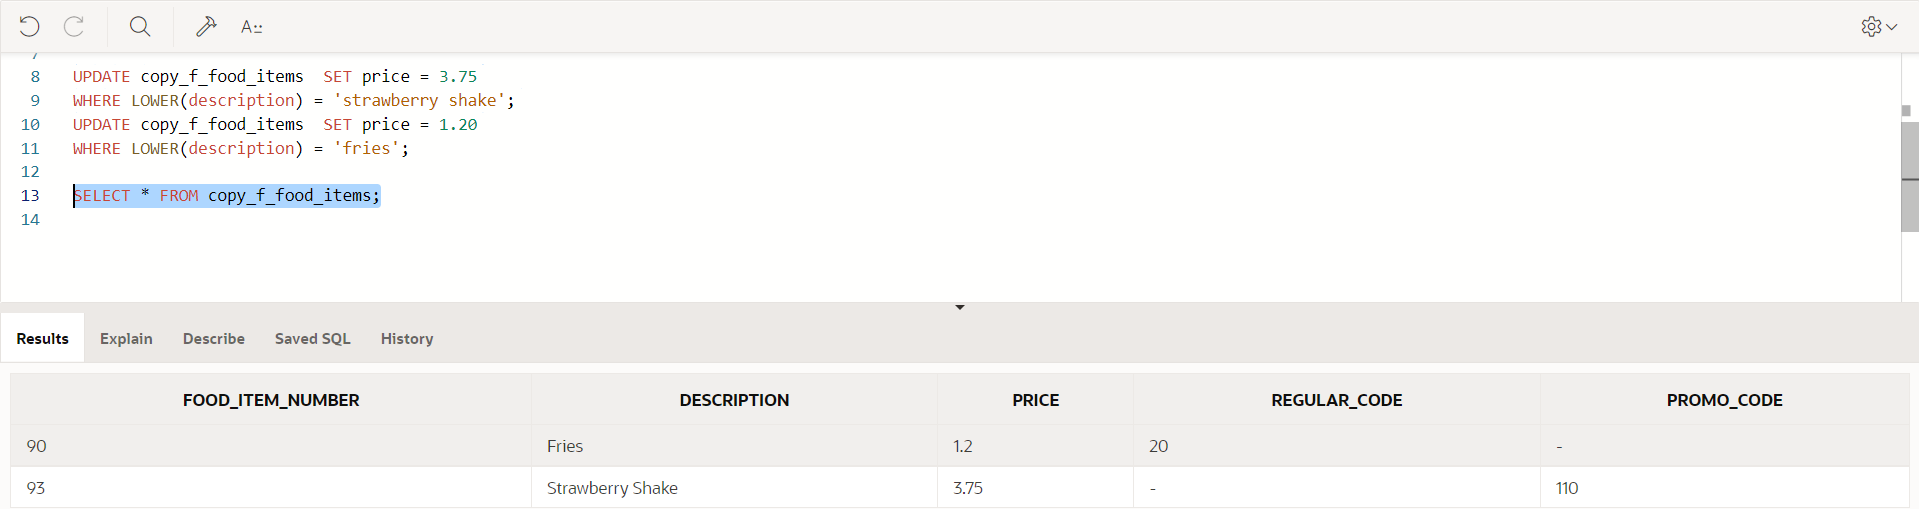 A
7
8 UPDATE copy_f_food_items  SET price = 3.75
9 WHERE LOWER(description) = 'strawberry shake';
10 UPDATE copy_f_food_items  SET price = 1.20
11 WHERE LOWER(description) = 'fries';
12
13 SELECT * FROM copy_f_food_items;
14
Results Explain Describe Saved SQL History
FOOD_ITEM_NUMBER DESCRIPTION PRICE REGULAR_CODE PROMO_CODE
90 Fries 1.2 20 -
93 Strawberry Shake 3.75 - 110